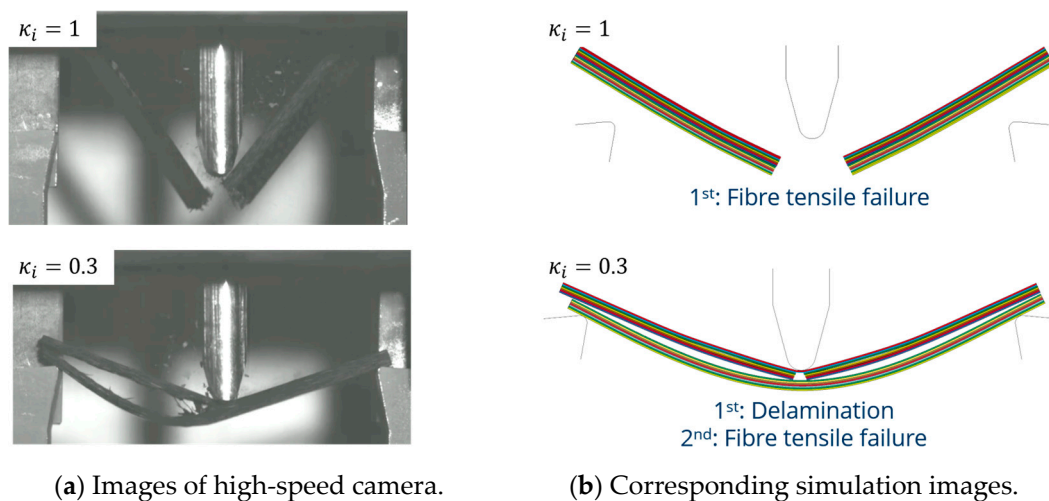 κᵢ = 1
κᵢ = 1
1st: Fibre tensile failure
κᵢ = 0.3
κᵢ = 0.3
1st: Delamination
2nd: Fibre tensile failure
(a) Images of high-speed camera.
(b) Corresponding simulation images.